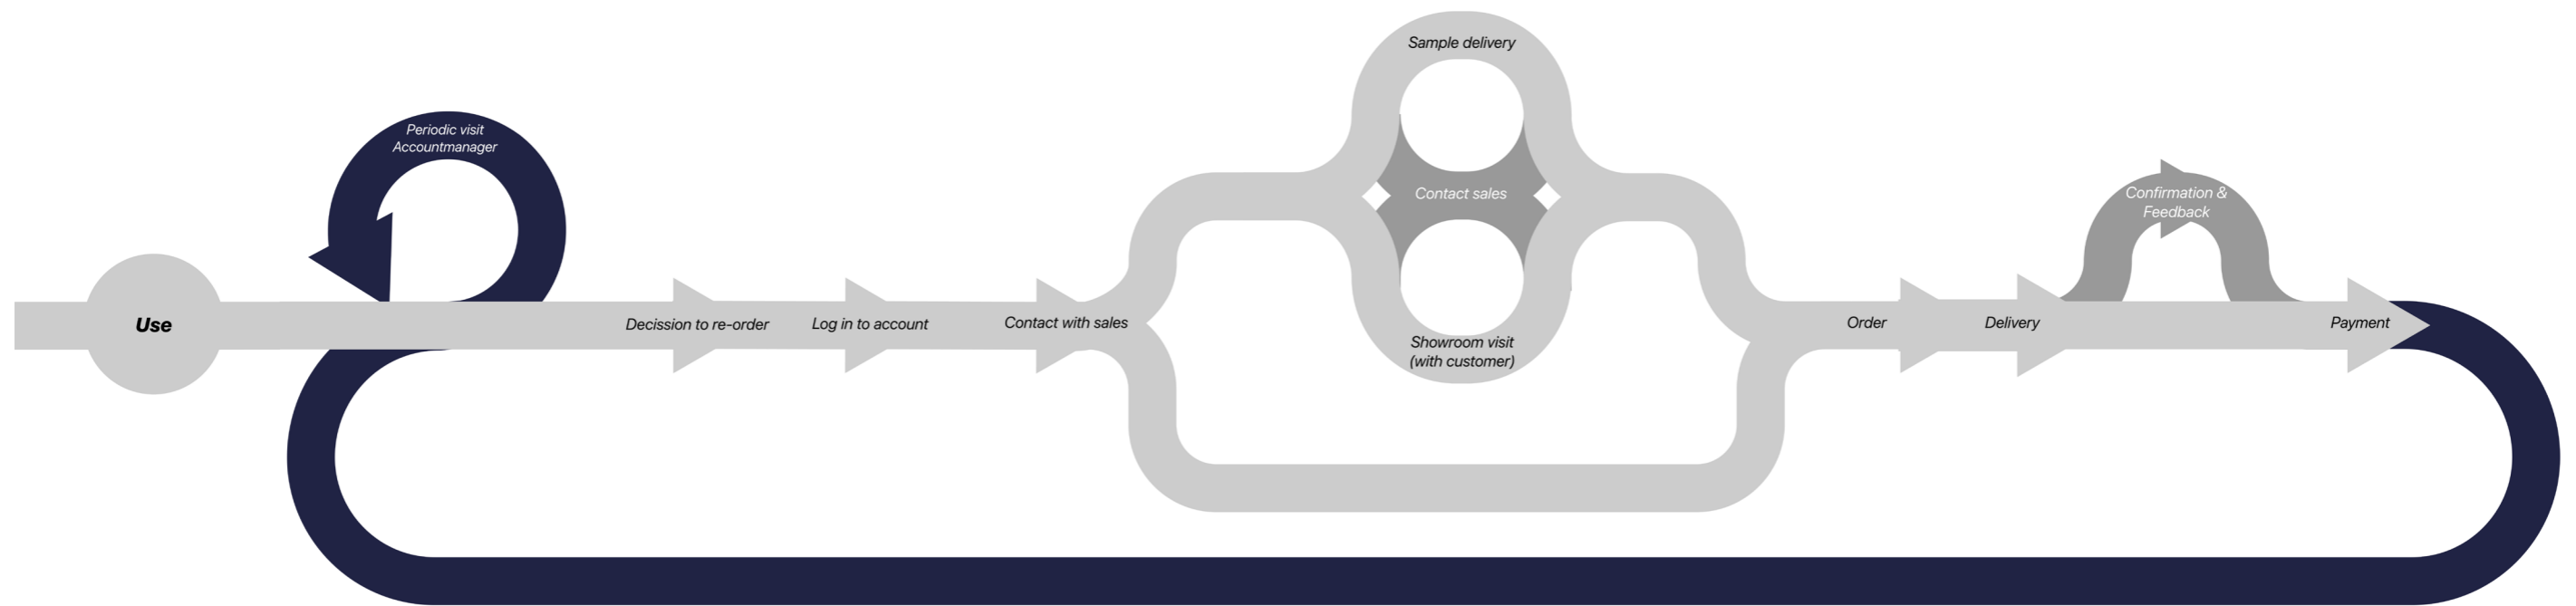 Sample delivery
Periodic visit
Accountmanager
Contact sales
Confirmation &
Feedback
Use
Decission to re-order
Log in to account
Contact with sales
Showroom visit
(with customer)
Order
Delivery
Payment